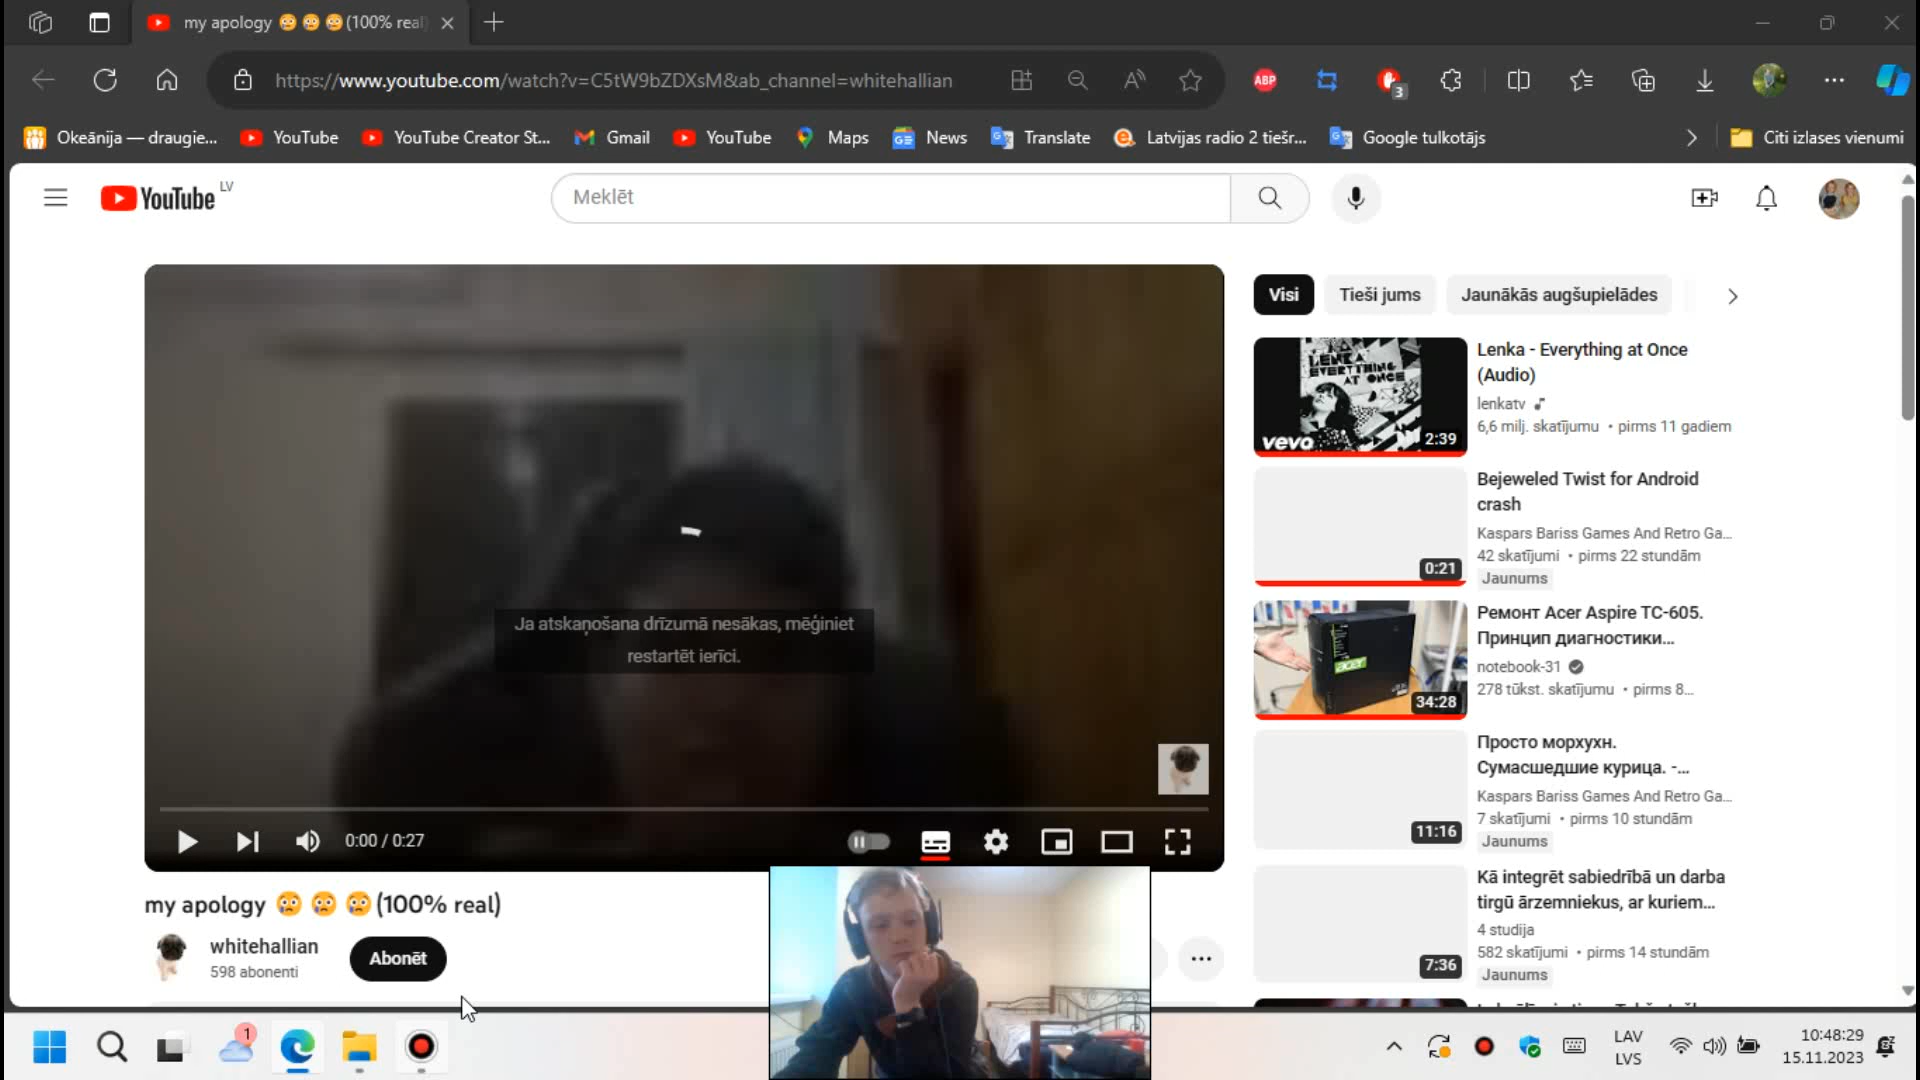 my apology 😢 😢 😢 (100% real)
https://www.youtube.com/watch?v=C5tW9bZDXsM&ab_channel=whitehallian
ABP
3
Okeānija — draugie...
YouTube
YouTube Creator St...
Gmail
YouTube
Maps
News
Translate
Latvijas radio 2 tiešr...
Google tulkotājs
Citi izlases vienumi
YouTube LV
Meklēt
Visi
Tieši jums
Jaunākās augšupielādes
LENKA
EVERYTHING
AT ONCE
vevo
2:39
Lenka - Everything at Once
(Audio)
lenkatv
6,6 milj. skatījumu • pirms 11 gadiem
0:21
Bejeweled Twist for Android
crash
Kaspars Bariss Games And Retro Ga...
42 skatījumi • pirms 22 stundām
Jaunums
acer
34:28
Ремонт Acer Aspire TC-605.
Принцип диагностики...
notebook-31
278 tūkst. skatījumu • pirms 8...
11:16
Просто морхухн.
Сумасшедшие курица. -...
Kaspars Bariss Games And Retro Ga...
7 skatījumi • pirms 10 stundām
Jaunums
7:36
Kā integrēt sabiedrībā un darba
tirgū ārzemniekus, ar kuriem...
4 studija
582 skatījumi • pirms 14 stundām
Jaunums
Ja atskaņošana drīzumā nesākas, mēģiniet
restartēt ierīci.
0:00 / 0:27
my apology 😢 😢 😢 (100% real)
whitehallian
598 abonenti
Abonēt
1
LAV
LVS
10:48:29
15.11.2023